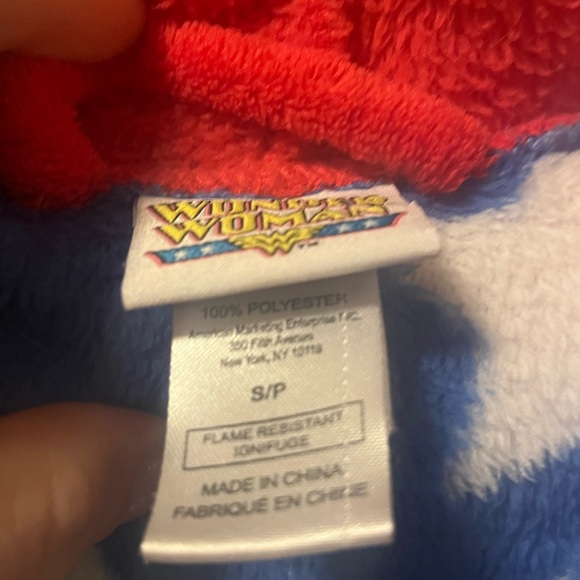 WONDER
WOMAN
TM
100% POLYESTER
American Marketing Enterprise Inc.
350 Fifth Avenue
New York, NY 10118
S/P
FLAME RESISTANT
IGNIFUGE
MADE IN CHINA
FABRIQUÉ EN CHINE